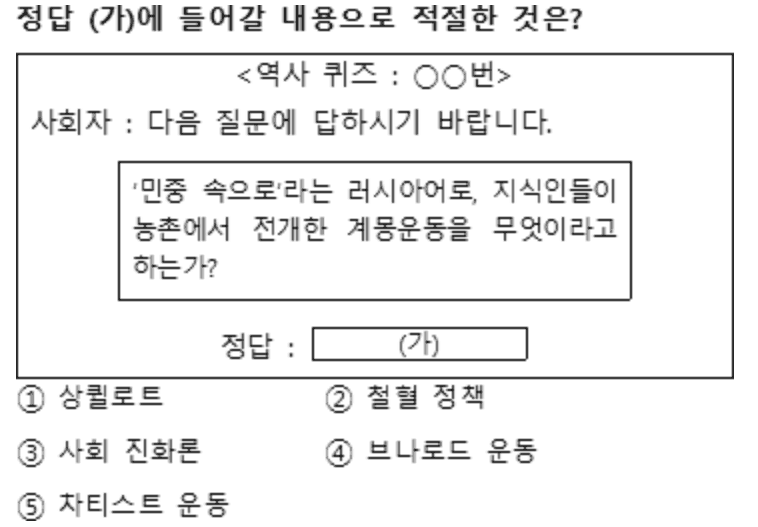 정답 (가)에 들어갈 내용으로 적절한 것은?
<역사 퀴즈 : ○○번>
사회자 : 다음 질문에 답하시기 바랍니다.
'민중 속으로'라는 러시아어로, 지식인들이
농촌에서 전개한 계몽운동을 무엇이라고
하는가?
정답 : (가)
① 상퀼로트 ② 철혈 정책
③ 사회 진화론 ④ 브나로드 운동
⑤ 차티스트 운동